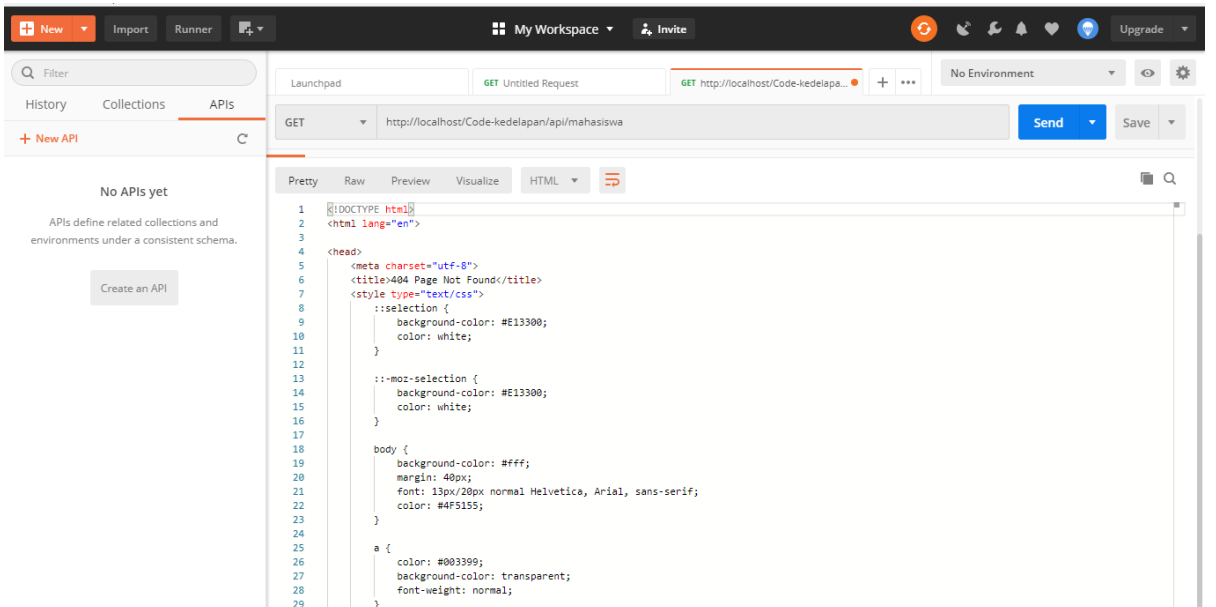 New Import Runner My Workspace Invite Upgrade
Filter
History Collections APIs
+ New API
No APIs yet
APIs define related collections and
environments under a consistent schema.
Create an API
Launchpad GET Untitled Request GET http://localhost/Code-kedelapa... + ••• No Environment
GET http://localhost/Code-kedelapan/api/mahasiswa Send Save
Pretty Raw Preview Visualize HTML
1 <!DOCTYPE html>
2 <html lang="en">
3
4 <head>
5 <meta charset="utf-8">
6 <title>404 Page Not Found</title>
7 <style type="text/css">
8 ::selection {
9 background-color: #E13300;
10 color: white;
11 }
12
13 ::-moz-selection {
14 background-color: #E13300;
15 color: white;
16 }
17
18 body {
19 background-color: #fff;
20 margin: 40px;
21 font: 13px/20px normal Helvetica, Arial, sans-serif;
22 color: #4F5155;
23 }
24
25 a {
26 color: #003399;
27 background-color: transparent;
28 font-weight: normal;
29 }